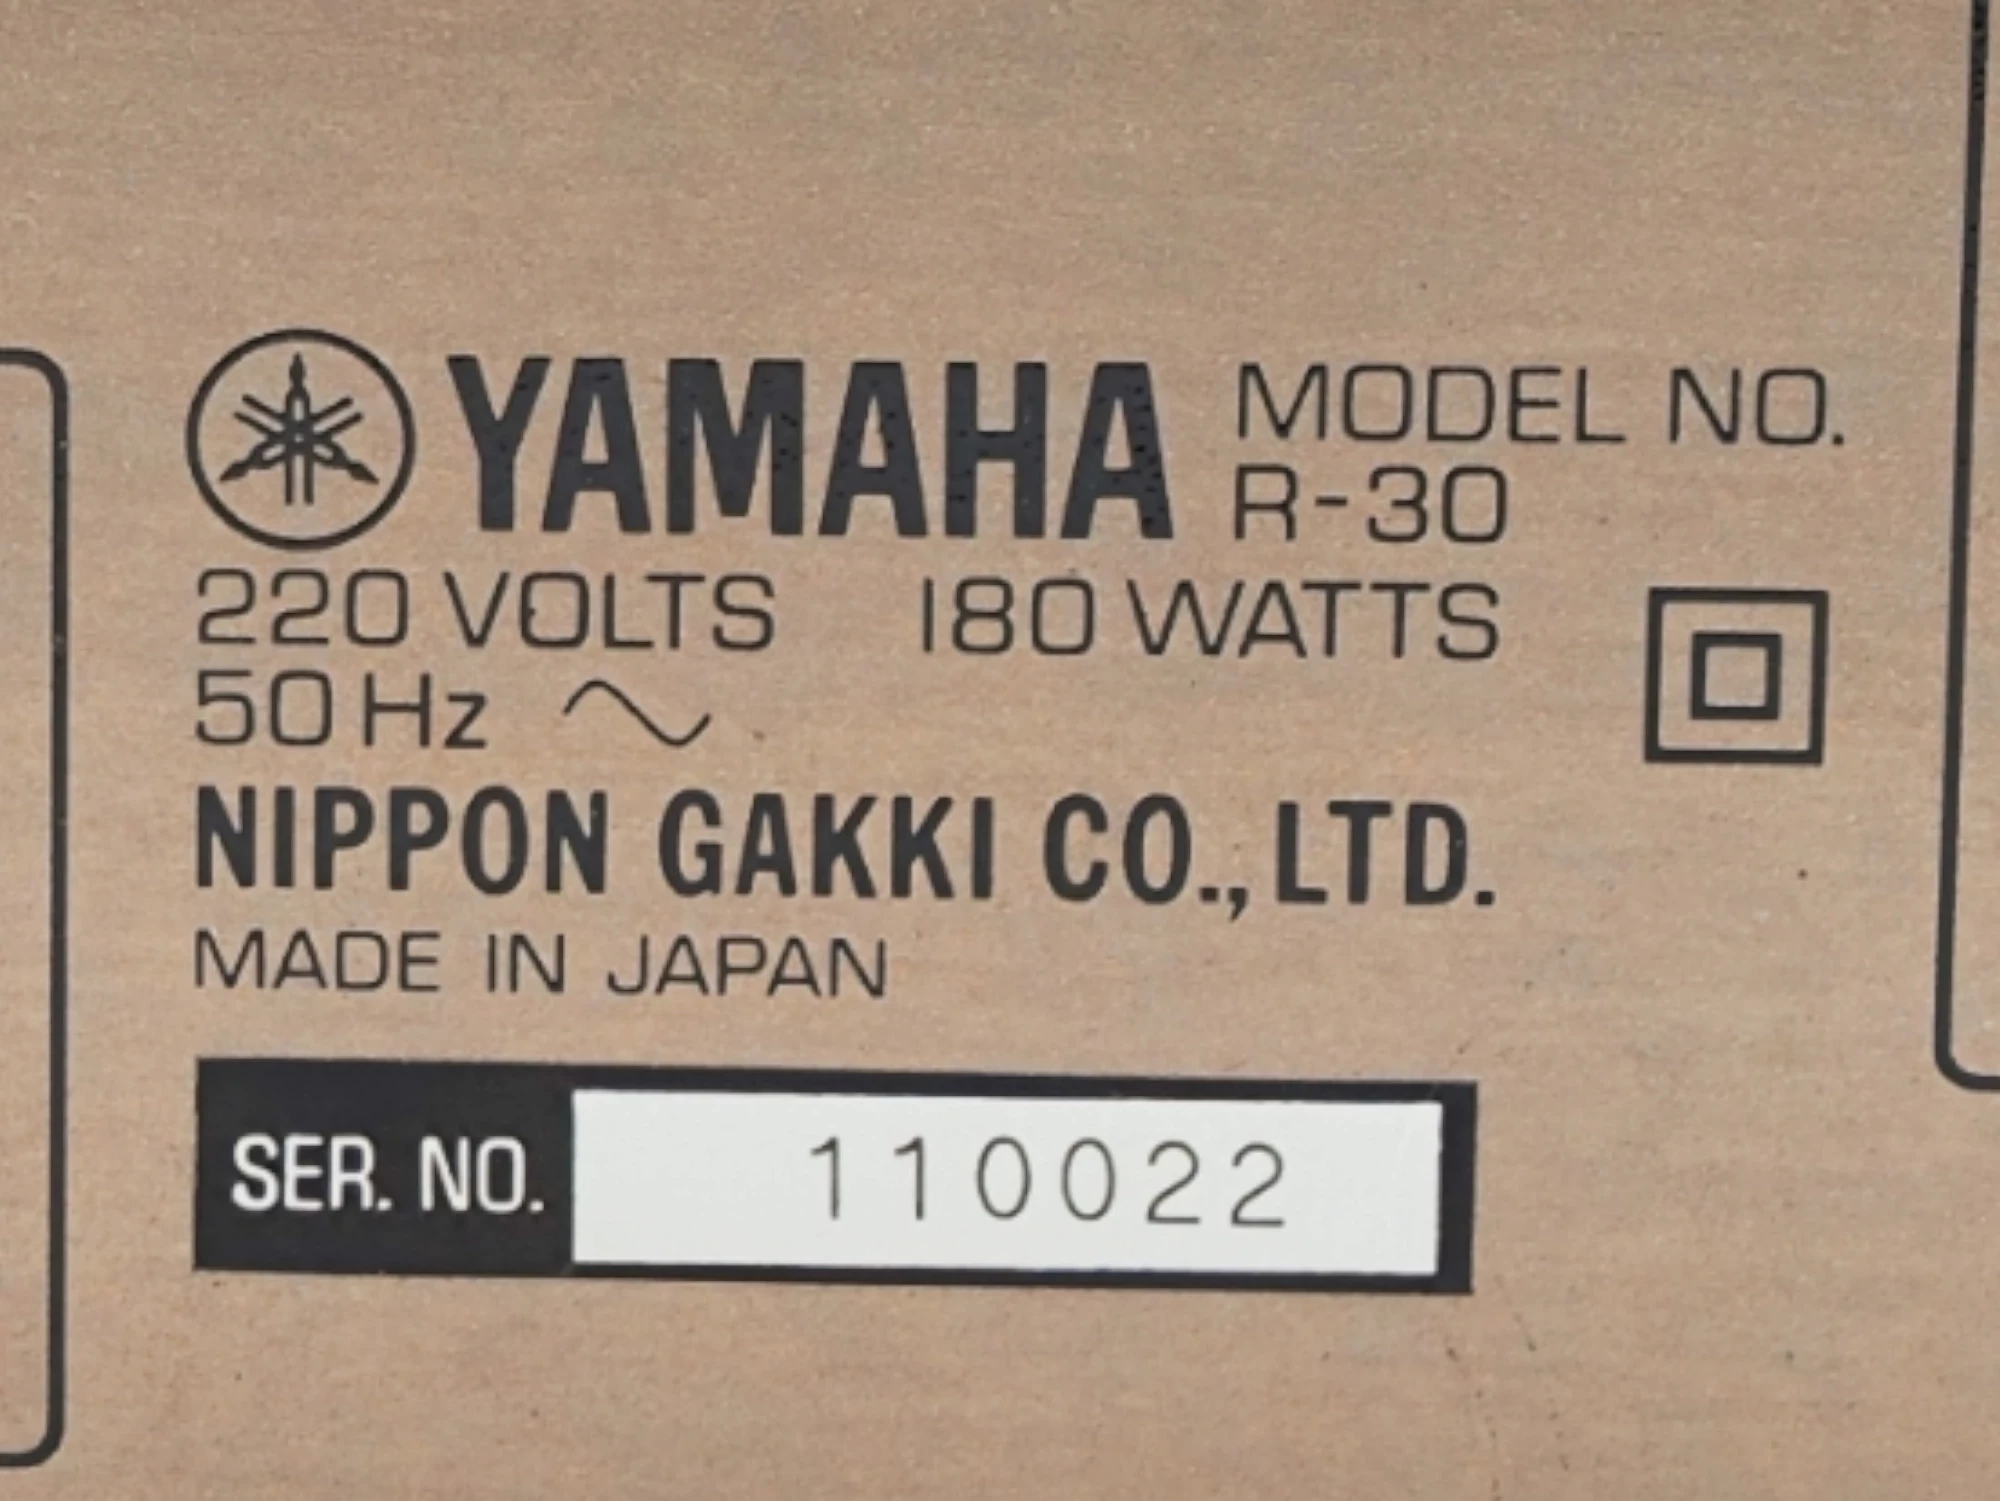 YAMAHA MODEL NO.
R-30
220 VOLTS 180 WATTS
50 Hz ~
NIPPON GAKKI CO., LTD.
MADE IN JAPAN
SER. NO. 110022